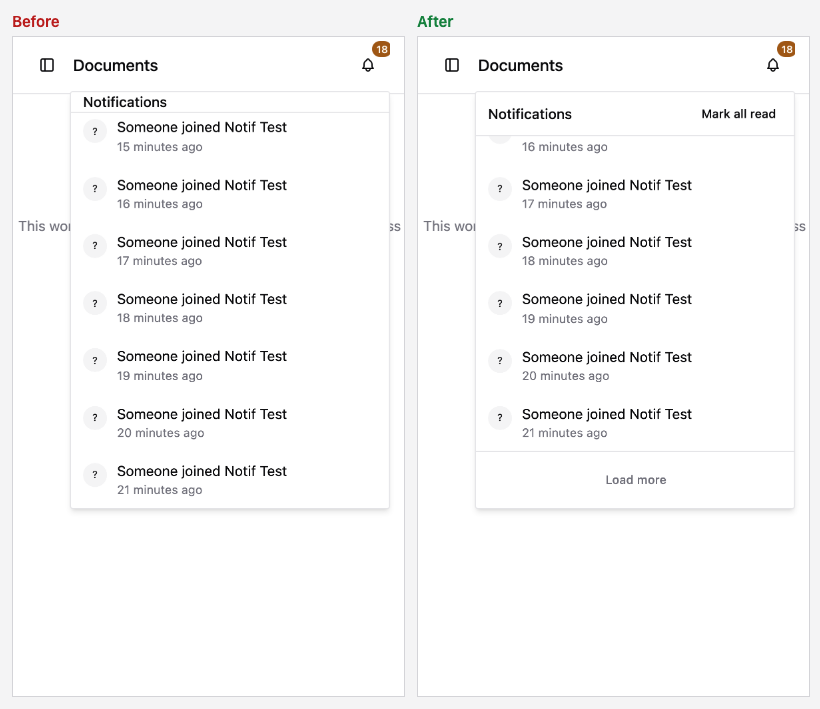 Before
18
Documents
Notifications
? Someone joined Notif Test
15 minutes ago
? Someone joined Notif Test
16 minutes ago
This wor
ss
? Someone joined Notif Test
17 minutes ago
? Someone joined Notif Test
18 minutes ago
? Someone joined Notif Test
19 minutes ago
? Someone joined Notif Test
20 minutes ago
? Someone joined Notif Test
21 minutes ago
After
18
Documents
Notifications Mark all read
16 minutes ago
? Someone joined Notif Test
17 minutes ago
This wor
ss
? Someone joined Notif Test
18 minutes ago
? Someone joined Notif Test
19 minutes ago
? Someone joined Notif Test
20 minutes ago
? Someone joined Notif Test
21 minutes ago
Load more